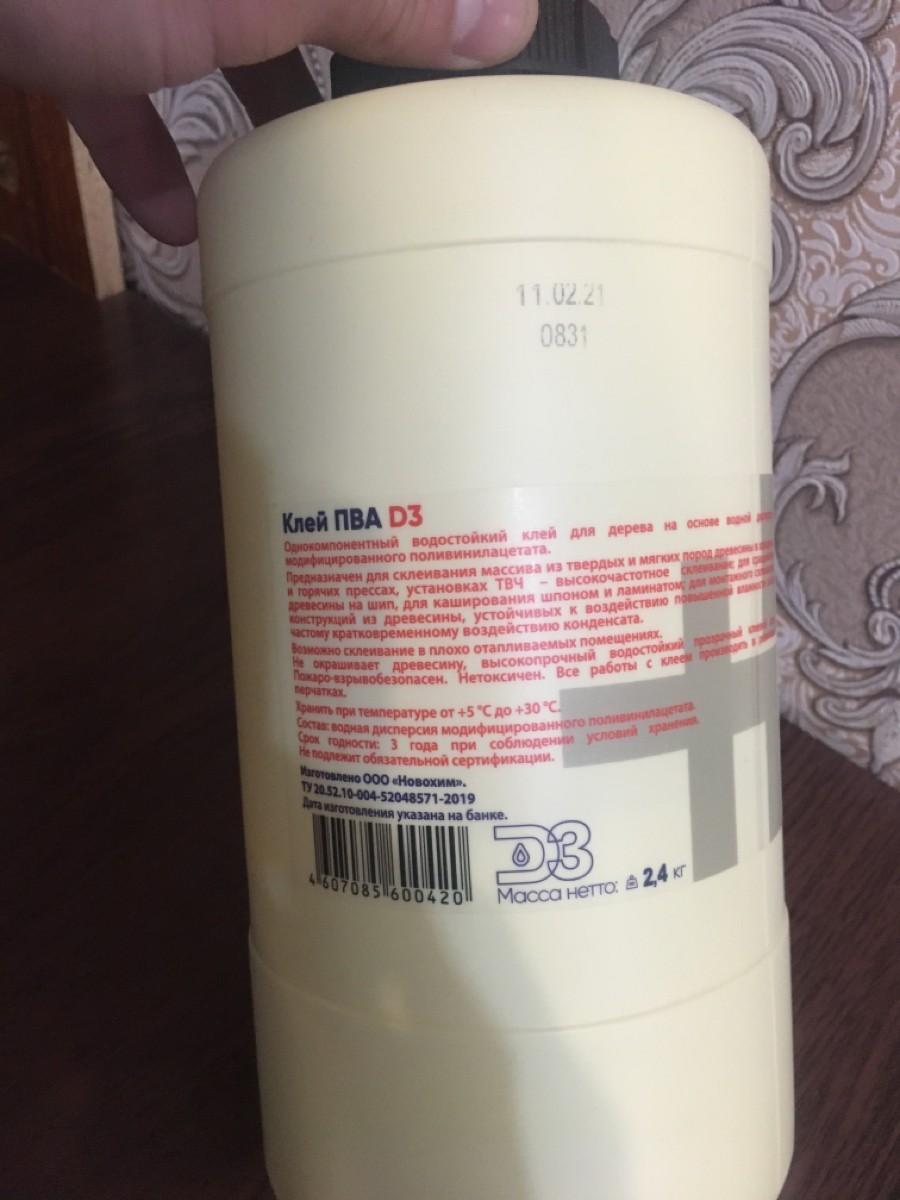 11.02.21
0831
Клей ПВА D3
Однокомпонентный водостойкий клей для дерева на основе водной
модифицированного поливинилацетата.
Предназначен для склеивания массива из твердых и мягких пород древесины в
и горячих прессах, установках ТВЧ – высокочастотное склеивание; для
древесины на шип, для каширования шпоном и ламинатом; для монтажного
конструкций из древесины, устойчивых к воздействию повышенной влажности
частому кратковременному воздействию конденсата.
Возможно склеивание в плохо отапливаемых помещениях.
Не окрашивает древесину, высокопрочный водостойкий прозрачный
Пожаро-взрывобезопасен. Нетоксичен. Все работы с клеем производить в
перчатках.
Хранить при температуре от +5 °C до +30 °C.
Состав: водная дисперсия модифицированного поливинилацетата.
Срок годности: 3 года при соблюдении условий хранения.
Не подлежит обязательной сертификации.
Изготовлено ООО «Новохим».
ТУ 20.52.10-004-52048571-2019
Дата изготовления указана на банке.
4 607085 600420
D3
Масса нетто: 2,4 кг